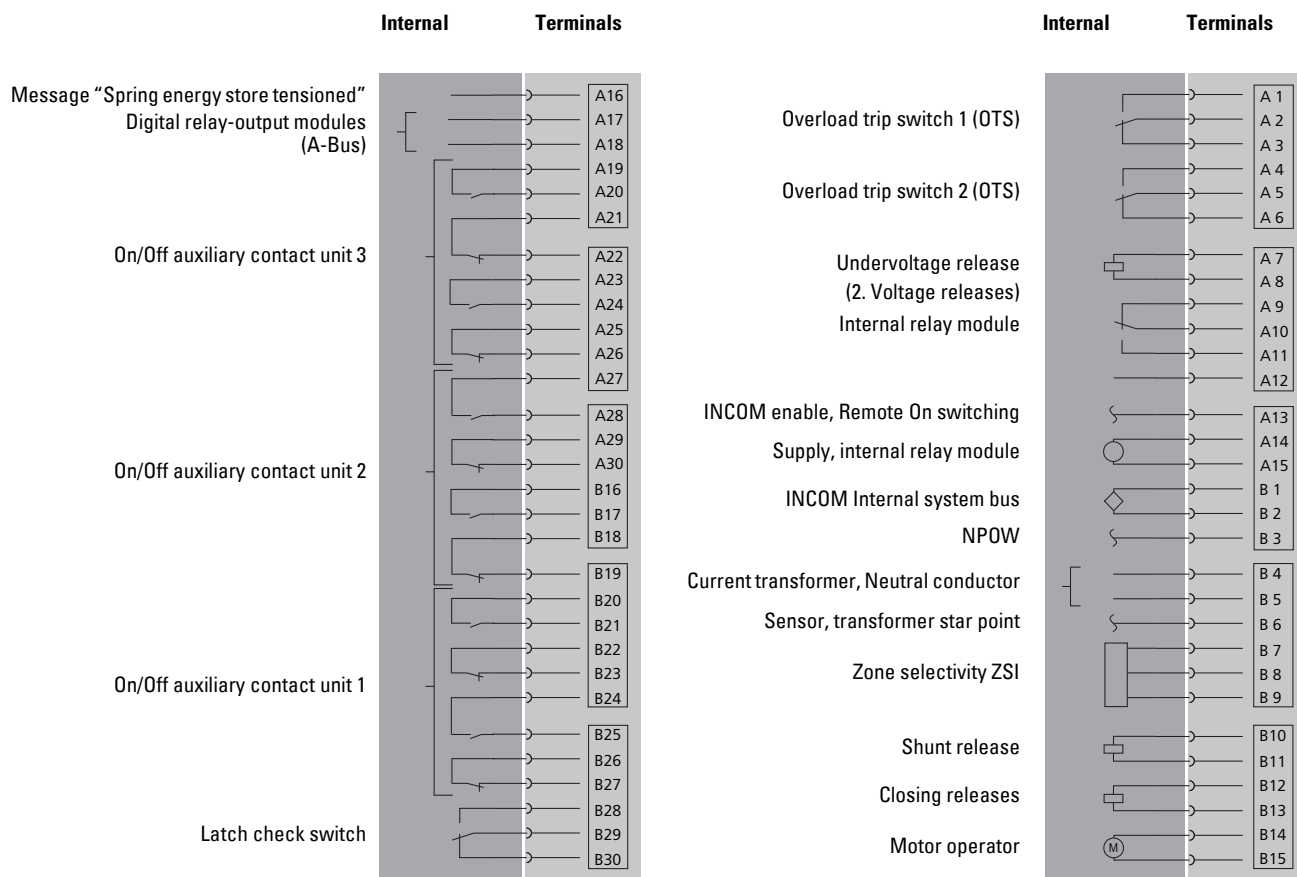 Internal Terminals
Message “Spring energy store tensioned”
Digital relay-output modules
(A-Bus)
On/Off auxiliary contact unit 3
On/Off auxiliary contact unit 2
On/Off auxiliary contact unit 1
Latch check switch
A16
A17
A18
A19
A20
A21
A22
A23
A24
A25
A26
A27
A28
A29
A30
B16
B17
B18
B19
B20
B21
B22
B23
B24
B25
B26
B27
B28
B29
B30
Internal Terminals
Overload trip switch 1 (OTS)
Overload trip switch 2 (OTS)
Undervoltage release
(2. Voltage releases)
Internal relay module
INCOM enable, Remote On switching
Supply, internal relay module
INCOM Internal system bus
NPOW
Current transformer, Neutral conductor
Sensor, transformer star point
Zone selectivity ZSI
Shunt release
Closing releases
Motor operator
M
A 1
A 2
A 3
A 4
A 5
A 6
A 7
A 8
A 9
A10
A11
A12
A13
A14
A15
B 1
B 2
B 3
B 4
B 5
B 6
B 7
B 8
B 9
B10
B11
B12
B13
B14
B15